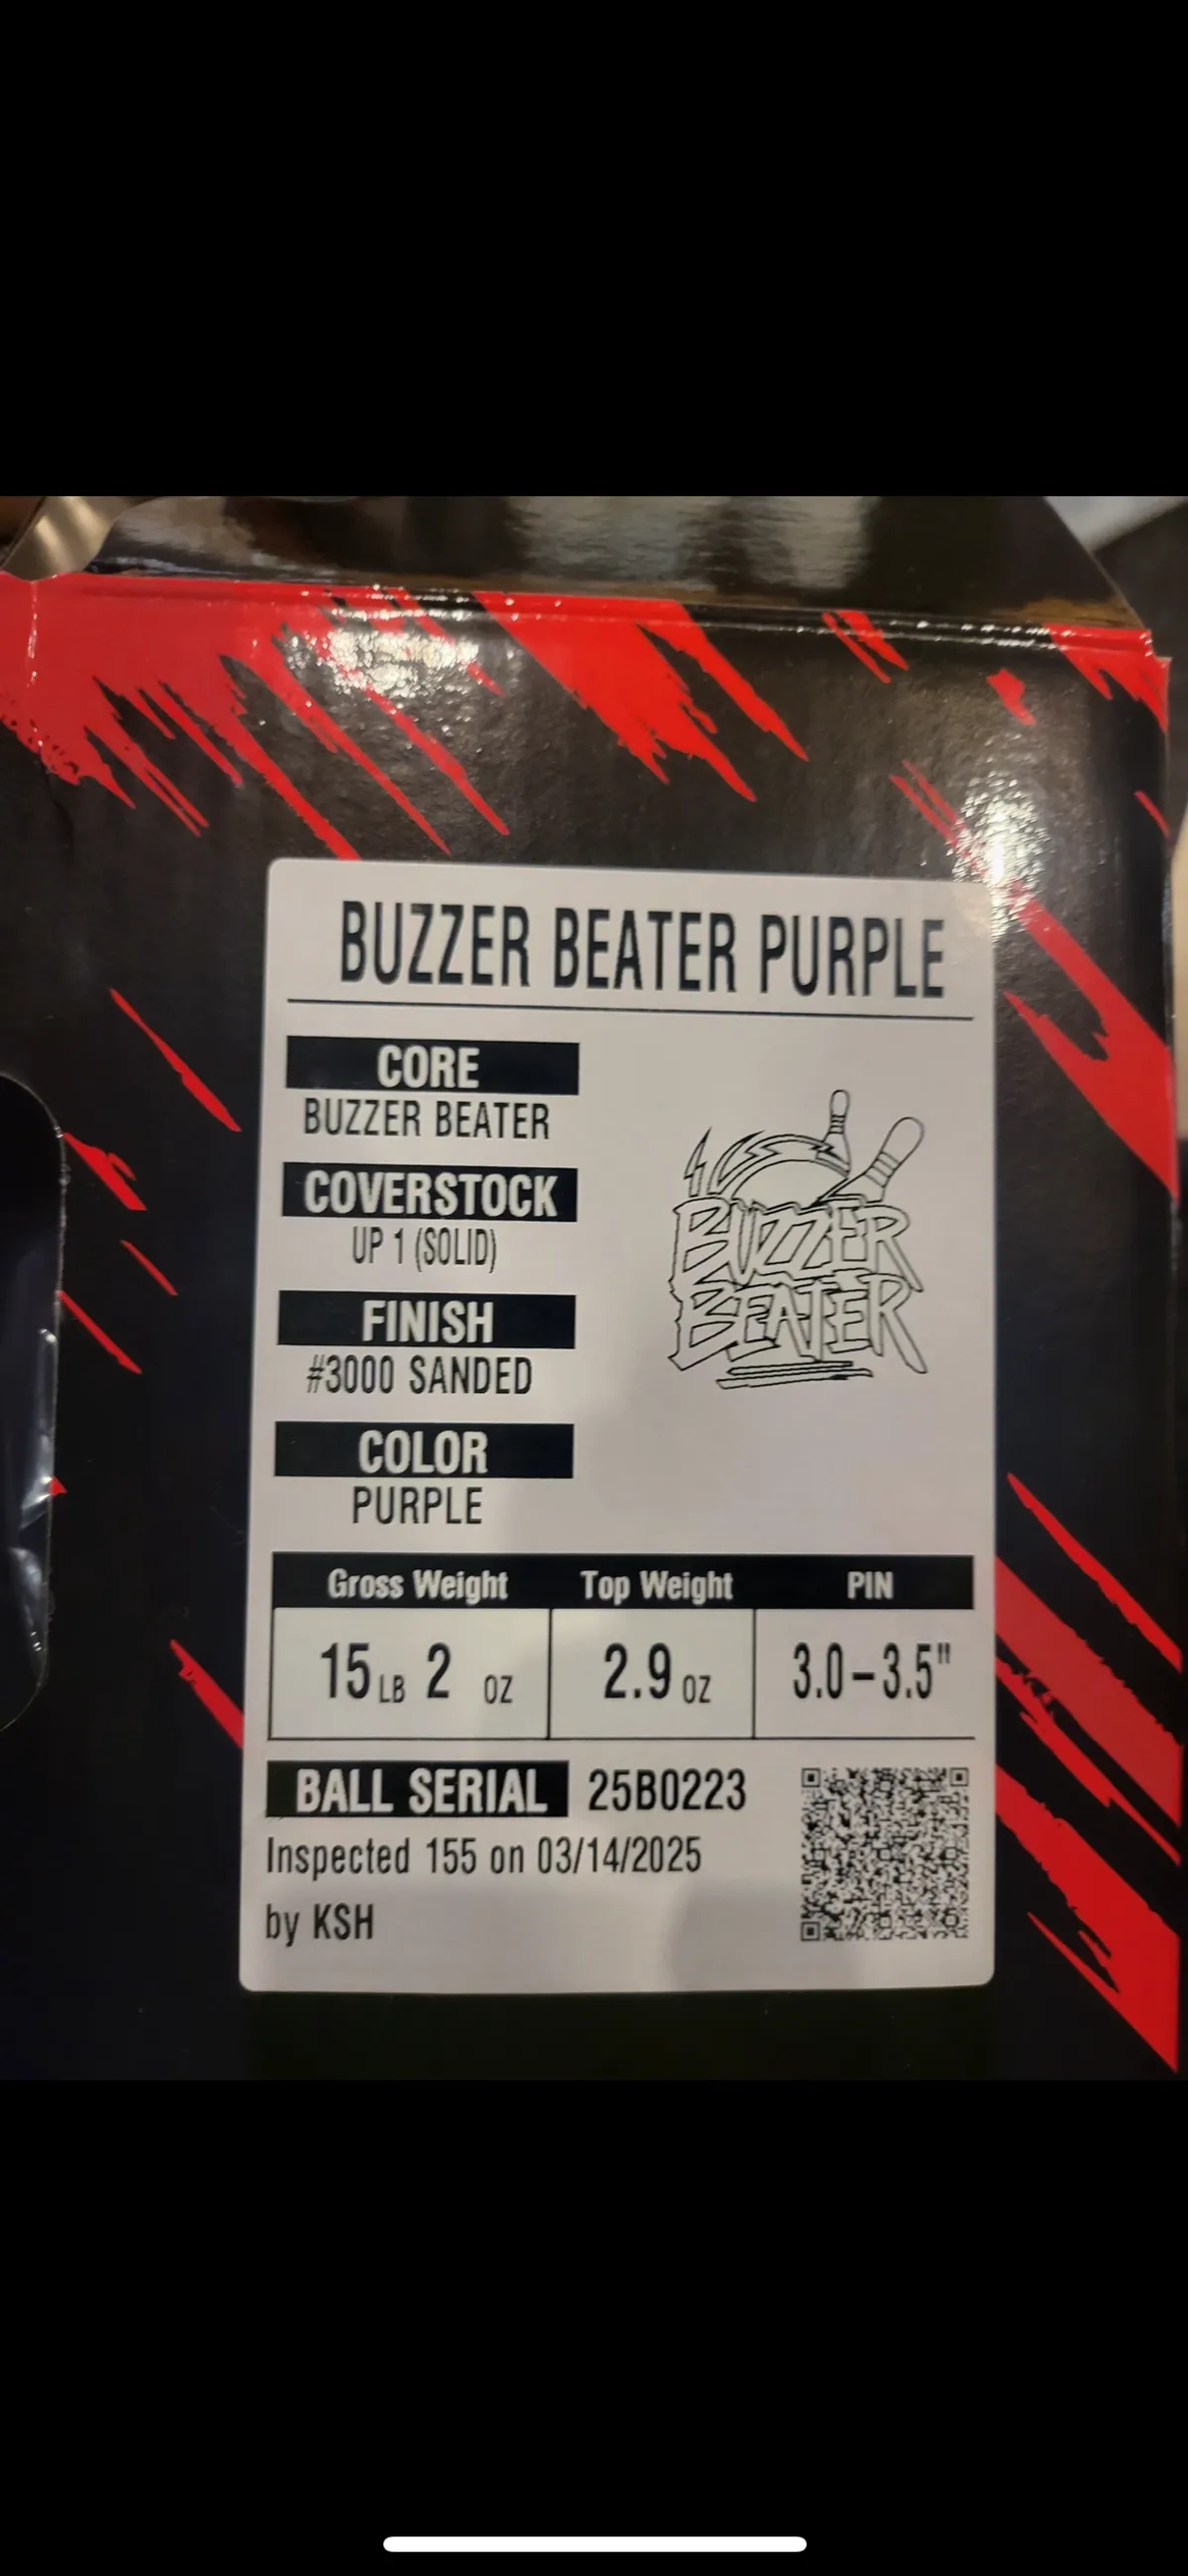 BUZZER BEATER PURPLE
CORE
BUZZER BEATER
COVERSTOCK
UP 1 (SOLID)
FINISH
#3000 SANDED
COLOR
PURPLE
BUZZER
BEATER
Gross Weight Top Weight PIN
15 LB 2 OZ 2.9 OZ 3.0-3.5"
BALL SERIAL 25B0223
Inspected 155 on 03/14/2025
by KSH